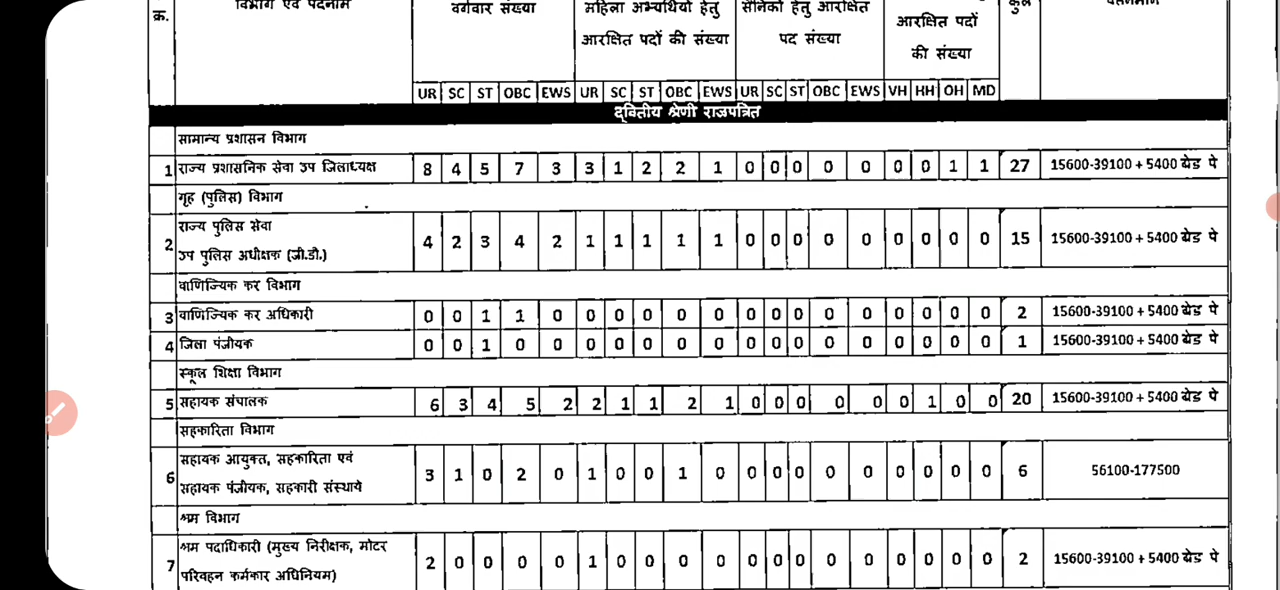 क्र.
विभाग एवं पदनाम
वर्गवार संख्या
महिला अभ्यर्थियों हेतु
आरक्षित पदों की संख्या
सैनिकों हेतु आरक्षित
पद संख्या
आरक्षित पदों
की संख्या
कुल
वेतनमान
UR SC ST OBC EWS UR SC ST OBC EWS UR SC ST OBC EWS VH HH OH MD
द्वितीय श्रेणी राजपत्रित
सामान्य प्रशासन विभाग
1 राज्य प्रशासनिक सेवा उप जिलाध्यक्ष 8 4 5 7 3 3 1 2 2 1 0 0 0 0 0 0 0 1 1 27 15600-39100 + 5400 ग्रेड पे
गृह (पुलिस) विभाग
2 राज्य पुलिस सेवा
उप पुलिस अधीक्षक (जी.डी.) 4 2 3 4 2 1 1 1 1 1 0 0 0 0 0 0 0 0 0 15 15600-39100 + 5400 ग्रेड पे
वाणिज्यिक कर विभाग
3 वाणिज्यिक कर अधिकारी 0 0 1 1 0 0 0 0 0 0 0 0 0 0 0 0 0 0 0 2 15600-39100 + 5400 ग्रेड पे
4 जिला पंजीयक 0 0 1 0 0 0 0 0 0 0 0 0 0 0 0 0 0 0 0 1 15600-39100 + 5400 ग्रेड पे
स्कूल शिक्षा विभाग
5 सहायक संचालक 6 3 4 5 2 2 1 1 2 1 0 0 0 0 0 0 1 0 0 20 15600-39100 + 5400 ग्रेड पे
सहकारिता विभाग
6 सहायक आयुक्त, सहकारिता एवं
सहायक पंजीयक, सहकारी संस्थाये 3 1 0 2 0 1 0 0 1 0 0 0 0 0 0 0 0 0 0 6 56100-177500
श्रम विभाग
7 श्रम पदाधिकारी (मुख्य निरीक्षक, मोटर
परिवहन कर्मकार अधिनियम) 2 0 0 0 0 1 0 0 0 0 0 0 0 0 0 0 0 0 0 2 15600-39100 + 5400 ग्रेड पे